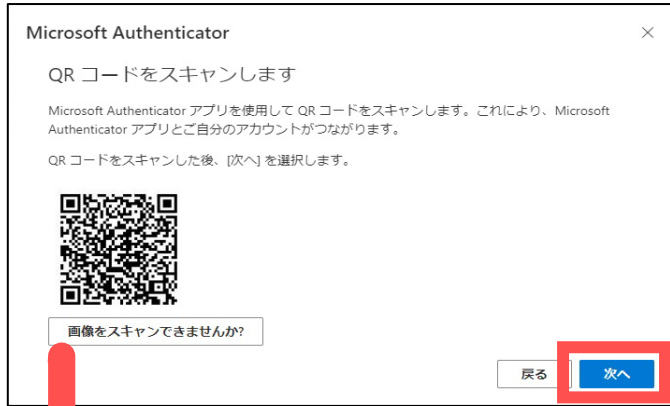 Microsoft Authenticator
QR コードをスキャンします
Microsoft Authenticator アプリを使用して QR コードをスキャンします。これにより、Microsoft
Authenticator アプリとご自分のアカウントがつながります。
QR コードをスキャンした後、[次へ] を選択します。
画像をスキャンできませんか?
戻る
次へ